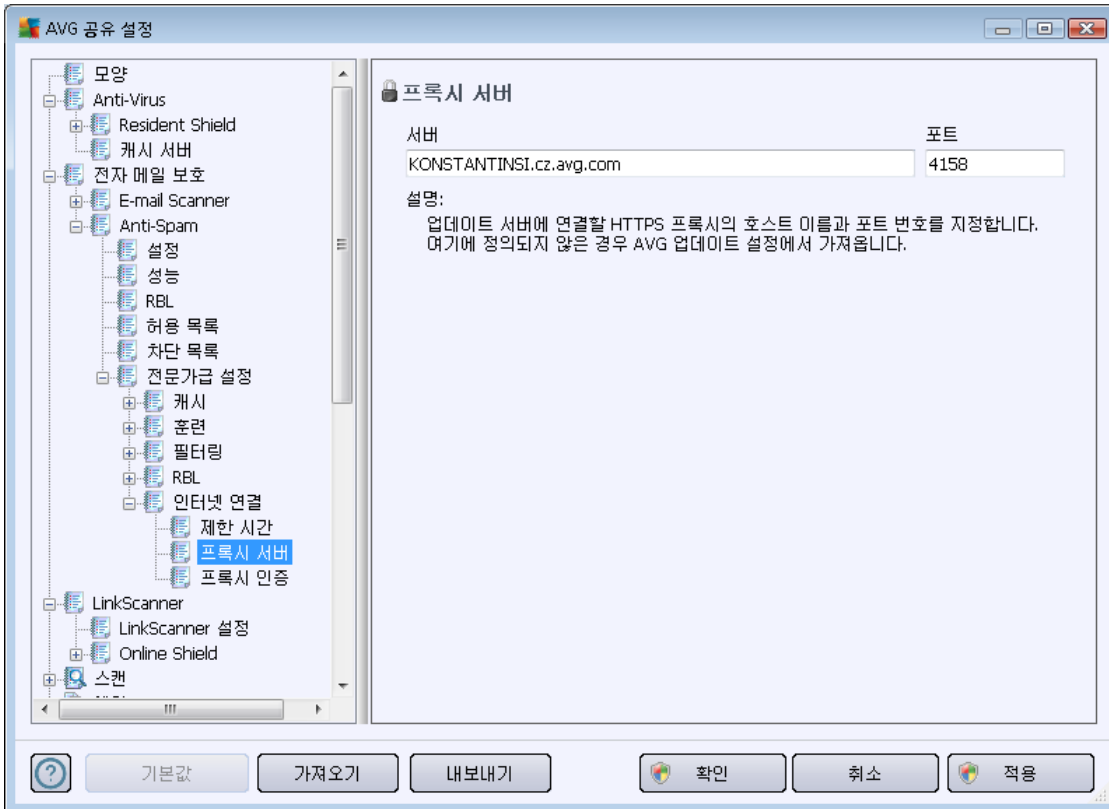 AVG 공유 설정
모양
Anti-Virus
Resident Shield
캐시 서버
전자 메일 보호
E-mail Scanner
Anti-Spam
설정
성능
RBL
허용 목록
차단 목록
전문가급 설정
캐시
훈련
필터링
RBL
인터넷 연결
제한 시간
프록시 서버
프록시 인증
LinkScanner
LinkScanner 설정
Online Shield
스캔
프록시 서버
서버 포트
KONSTANTINSI.cz.avg.com 4158
설명:
업데이트 서버에 연결할 HTTPS 프록시의 호스트 이름과 포트 번호를 지정합니다.
여기에 정의되지 않은 경우 AVG 업데이트 설정에서 가져옵니다.
기본값 가져오기 내보내기 확인 취소 적용